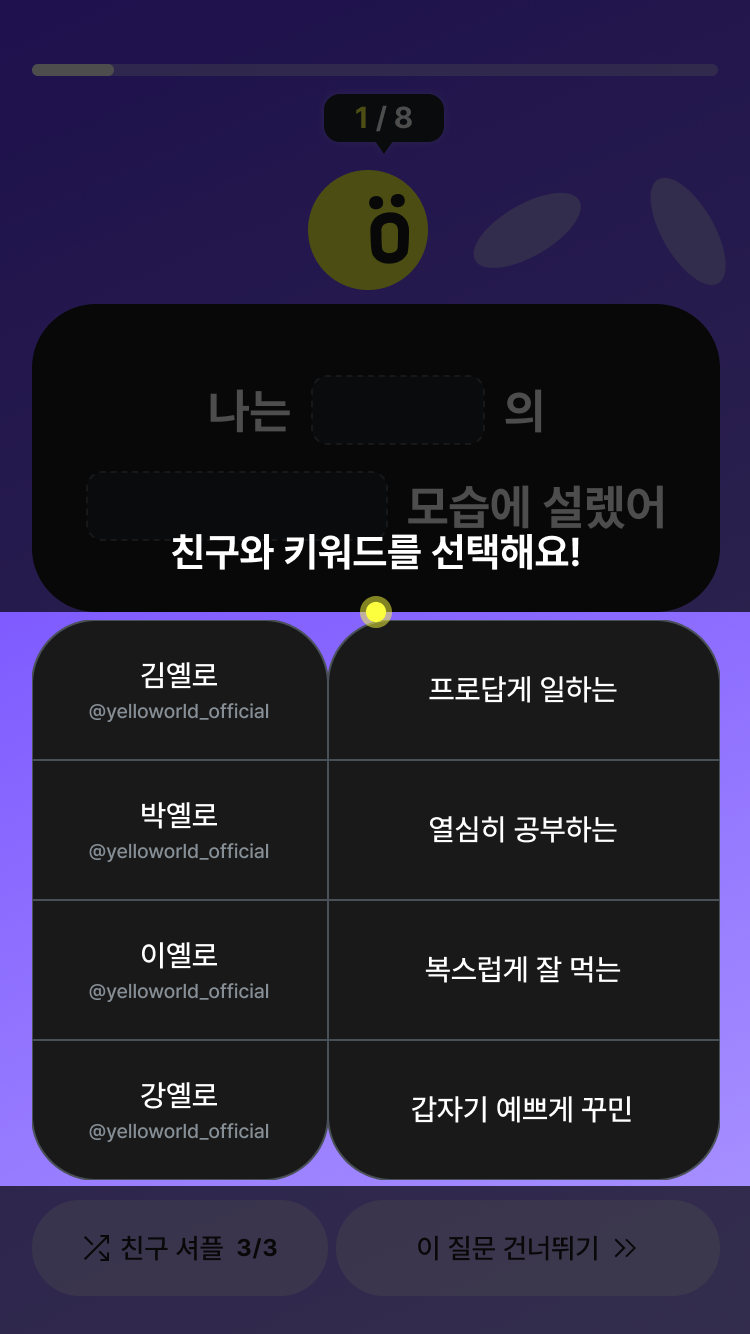 1 / 8
ö
나는 의
모습에 설렜어
친구와 키워드를 선택해요!
김옐로
@yelloworld_official
프로답게 일하는
박옐로
@yelloworld_official
열심히 공부하는
이옐로
@yelloworld_official
복스럽게 잘 먹는
강옐로
@yelloworld_official
갑자기 예쁘게 꾸민
친구 셔플 3/3
이 질문 건너뛰기